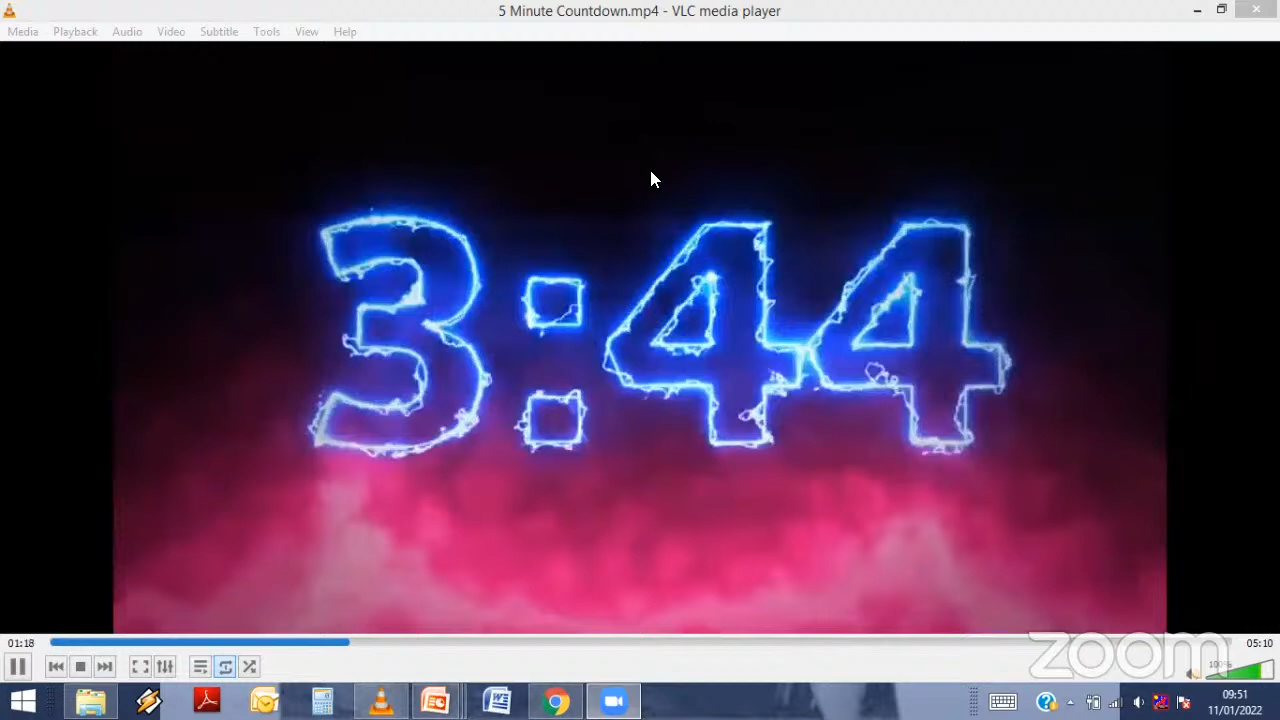 5 Minute Countdown.mp4 - VLC media player
Media Playback Audio Video Subtitle Tools View Help
3:44
01:18
05:10
zoom
100%
09:51
11/01/2022